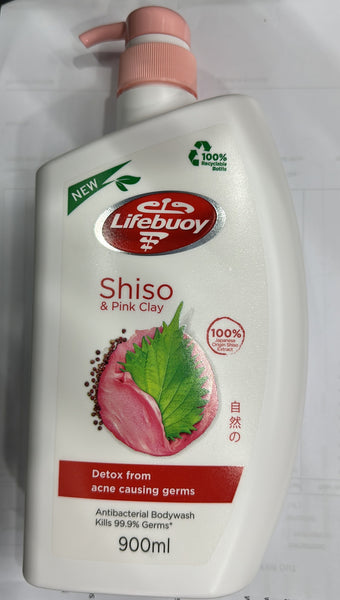 100%
Recyclable
Bottle
NEW
Lifebuoy
Shiso
& Pink Clay
100%
Japanese
Origin Shiso
Extract
自然の
Detox from
acne causing germs
Antibacterial Bodywash
Kills 99.9% Germs*
900ml